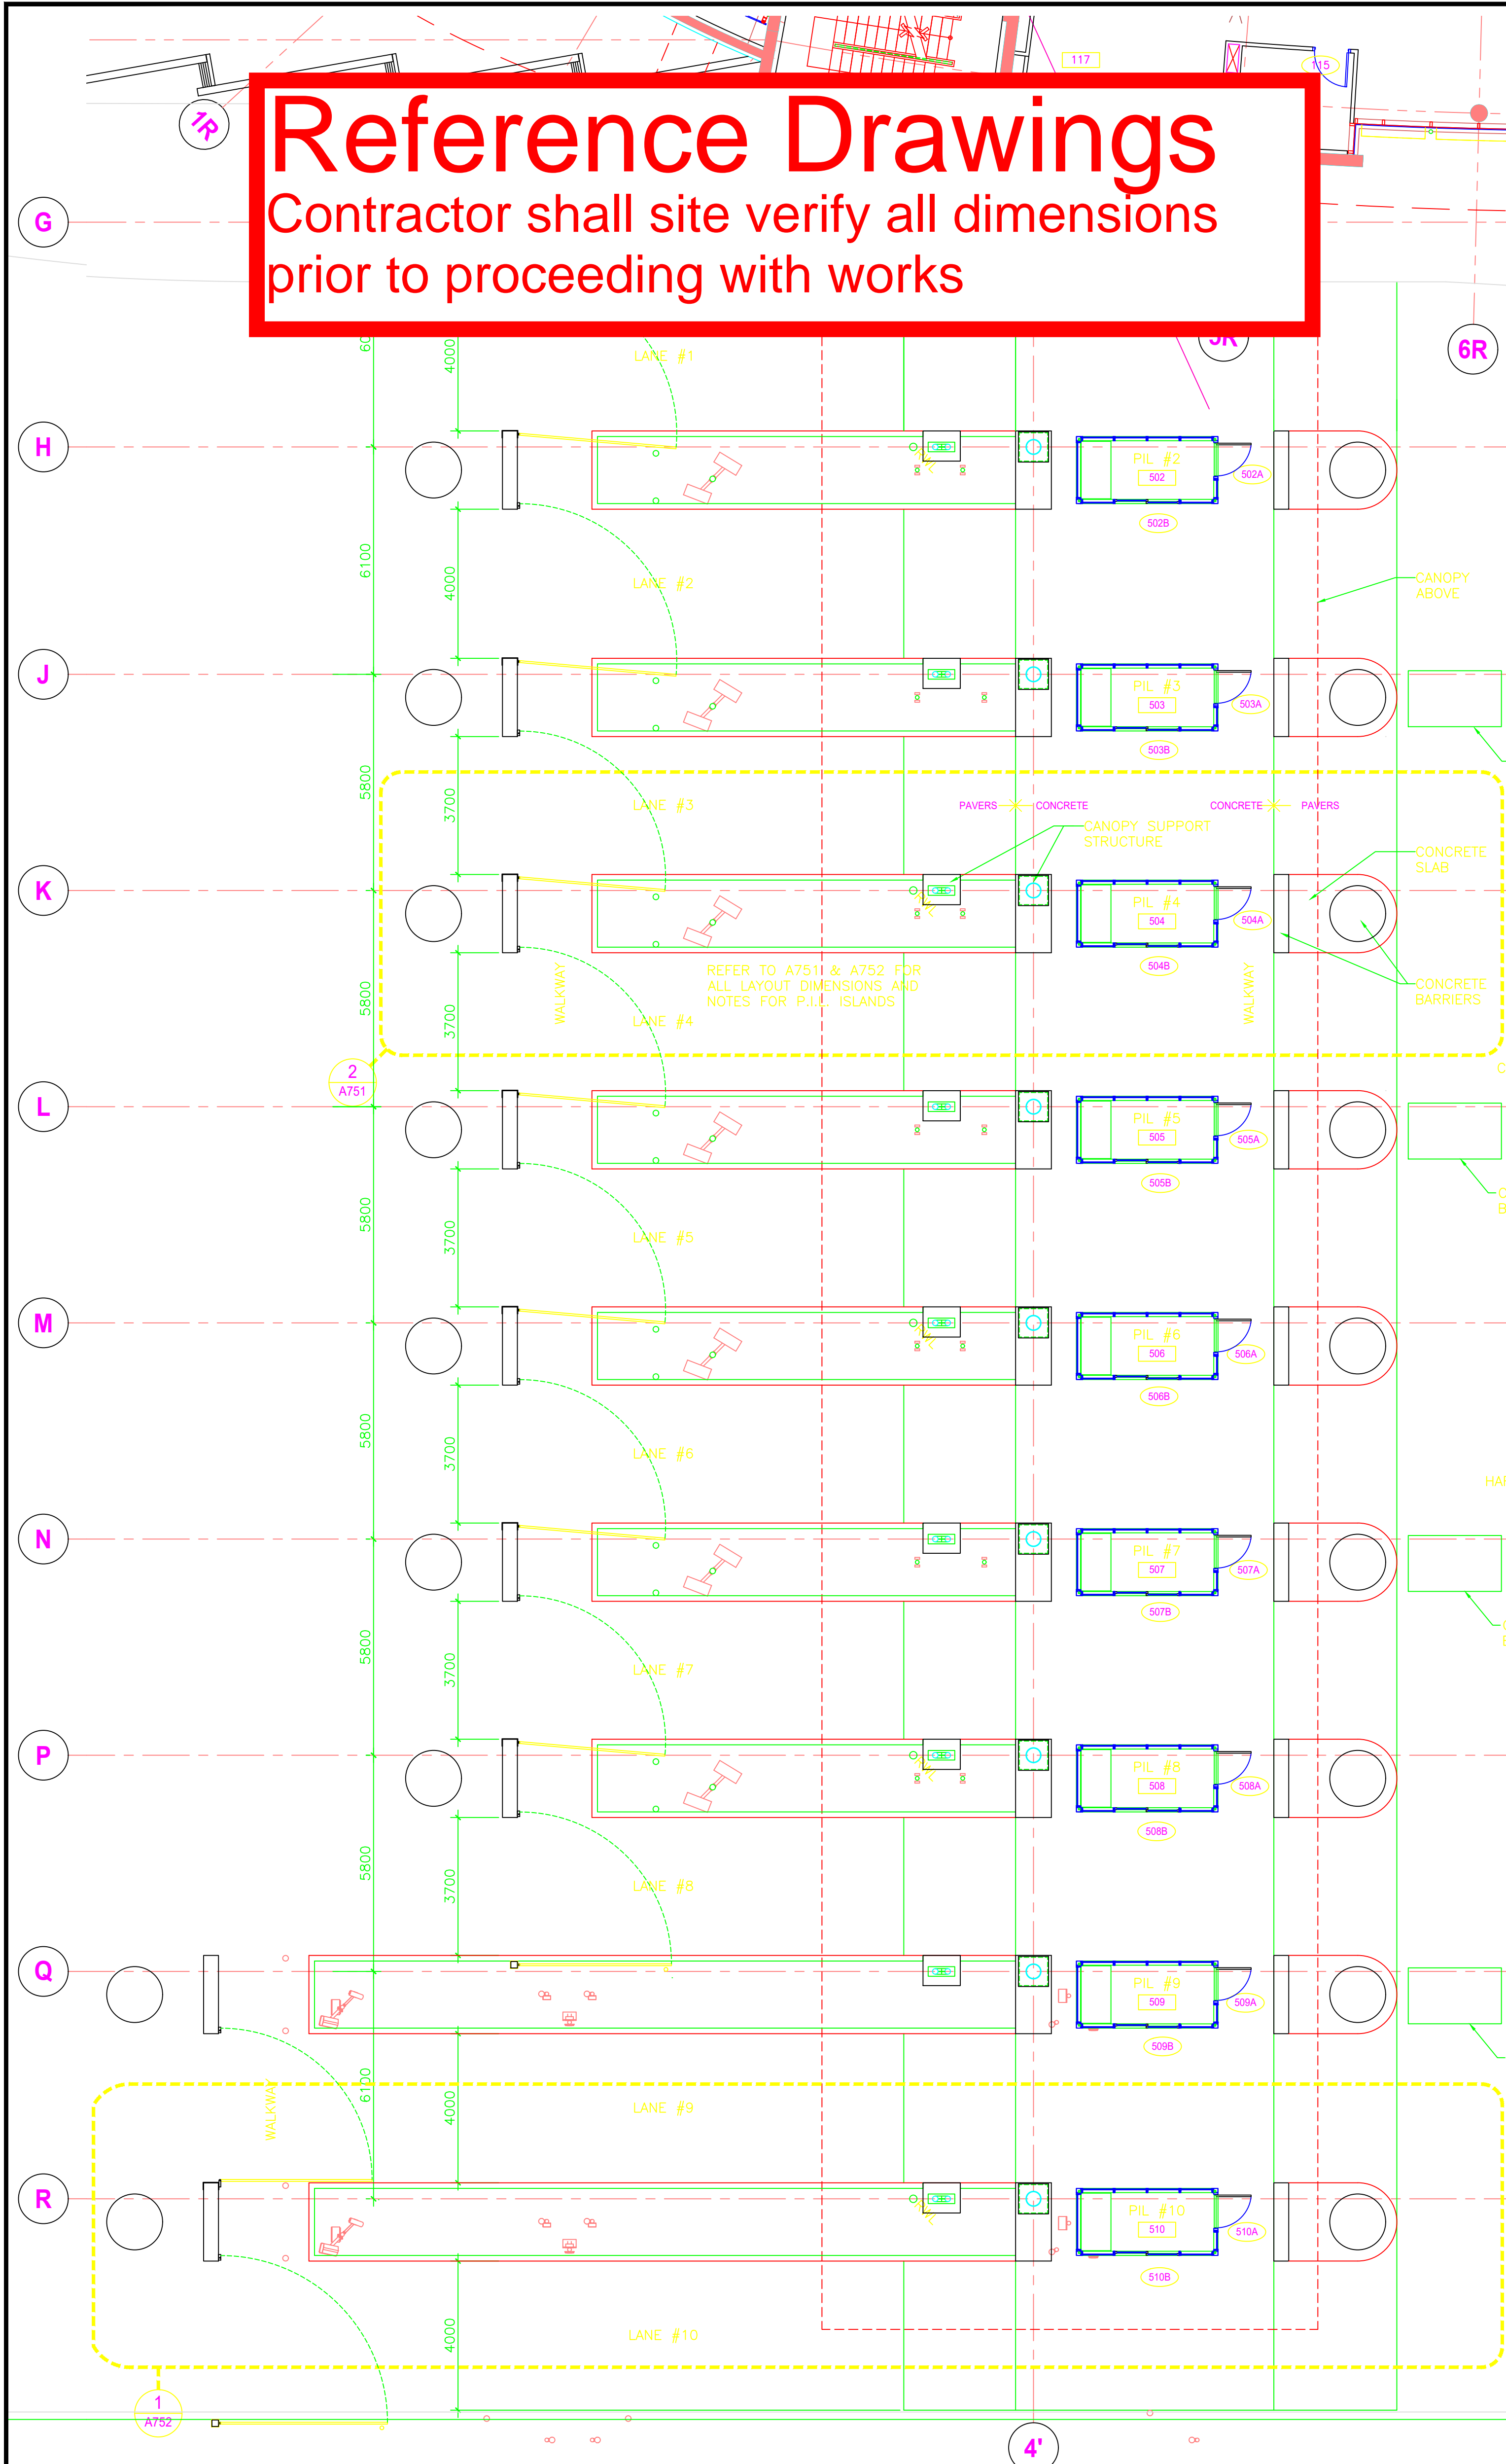 117
115
1R
Reference Drawings
Contractor shall site verify all dimensions
prior to proceeding with works
G
6R
4000
LANE #1
H
PIL #2
502
502A
502B
6100
4000
LANE #2
CANOPY
ABOVE
J
PIL #3
503
503A
503B
5800
3700
LANE #3
PAVERS
CONCRETE
CONCRETE
PAVERS
CANOPY SUPPORT
STRUCTURE
CONCRETE
SLAB
K
PIL #4
504
504A
504B
WALKWAY
REFER TO A751 & A752 FOR
ALL LAYOUT DIMENSIONS AND
NOTES FOR P.I.L. ISLANDS
WALKWAY
CONCRETE
BARRIERS
5800
3700
LANE #4
2
A751
L
PIL #5
505
505A
505B
5800
3700
LANE #5
M
PIL #6
506
506A
506B
5800
3700
LANE #6
N
PIL #7
507
507A
507B
5800
3700
LANE #7
P
PIL #8
508
508A
508B
5800
3700
LANE #8
Q
PIL #9
509
509A
509B
WALKWAY
6100
4000
LANE #9
R
PIL #10
510
510A
510B
4000
LANE #10
1
A752
4'